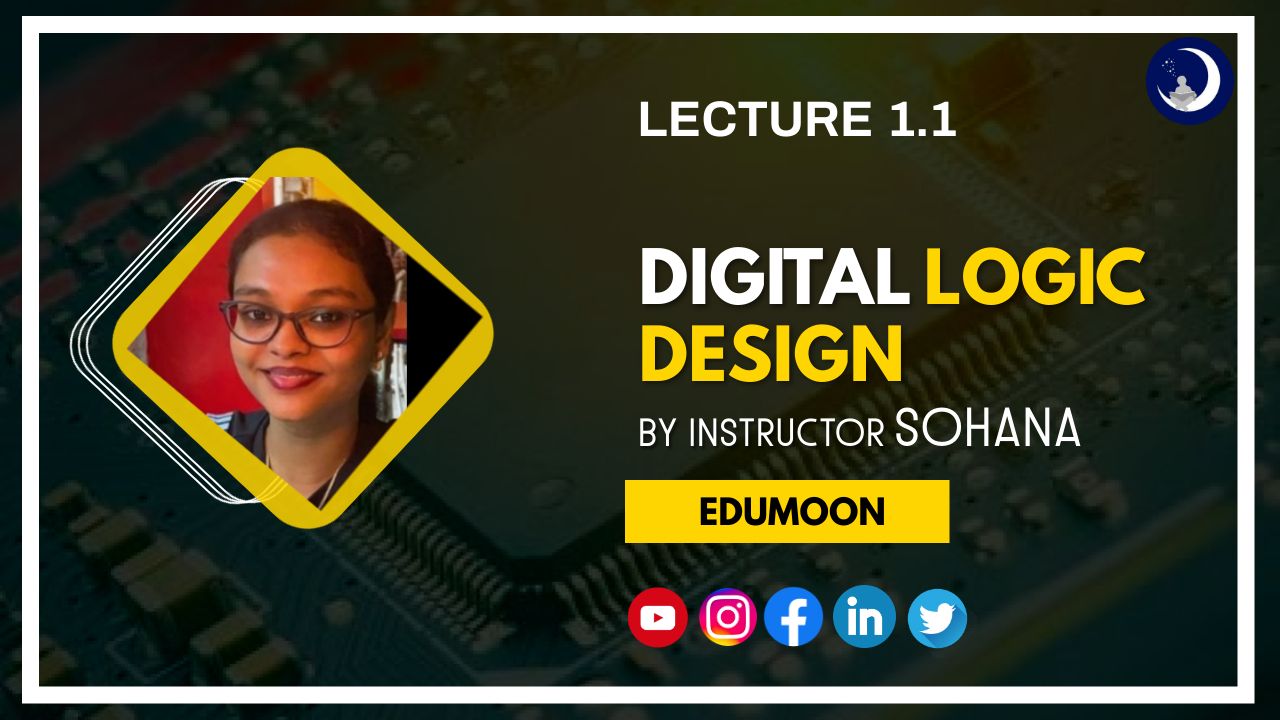 LECTURE 1.1
DIGITAL LOGIC
DESIGN
BY INSTRUCTOR SOHANA
EDUMOON